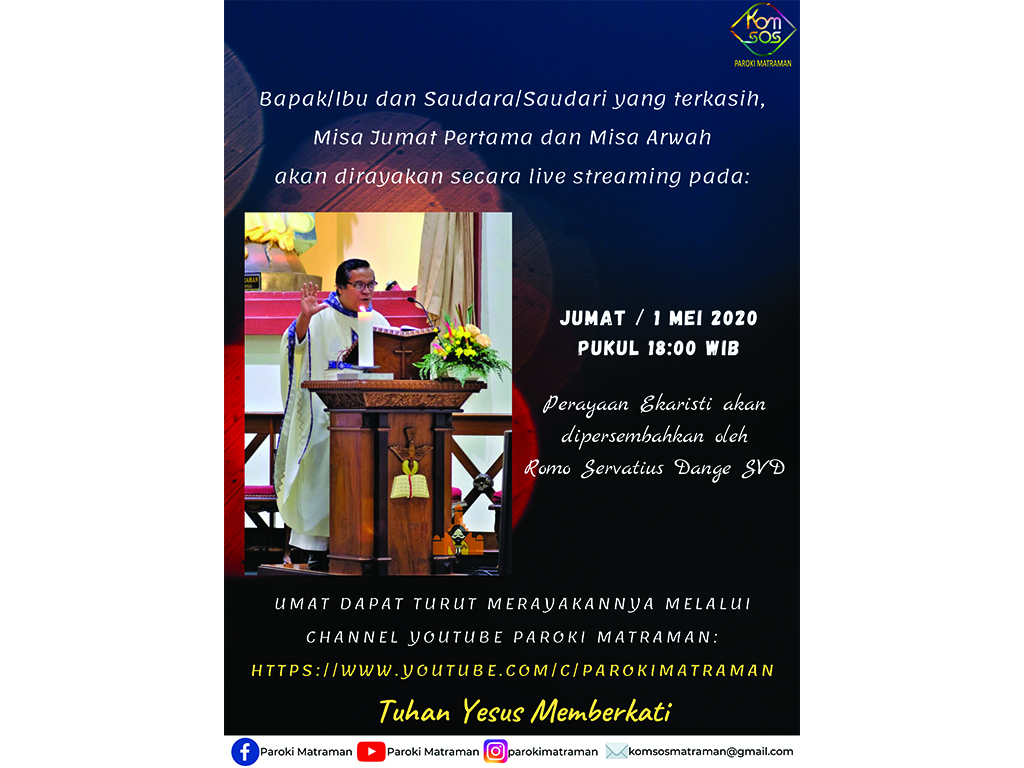 Kom
SOS
PAROKI MATRAMAN
Bapak/Ibu dan Saudara/Saudari yang terkasih,
Misa Jumat Pertama dan Misa Arwah
akan dirayakan secara live streaming pada:
JUMAT / 1 MEI 2020
PUKUL 18:00 WIB
Perayaan Ekaristi akan
dipersembahkan oleh
Romo Servatius Dange SVD
UMAT DAPAT TURUT MERAYAKANNYA MELALUI
CHANNEL YOUTUBE PAROKI MATRAMAN:
HTTPS://WWW.YOUTUBE.COM/C/PAROKIMATRAMAN
Tuhan Yesus Memberkati
Paroki Matraman Paroki Matraman parokimatraman komsosmatraman@gmail.com